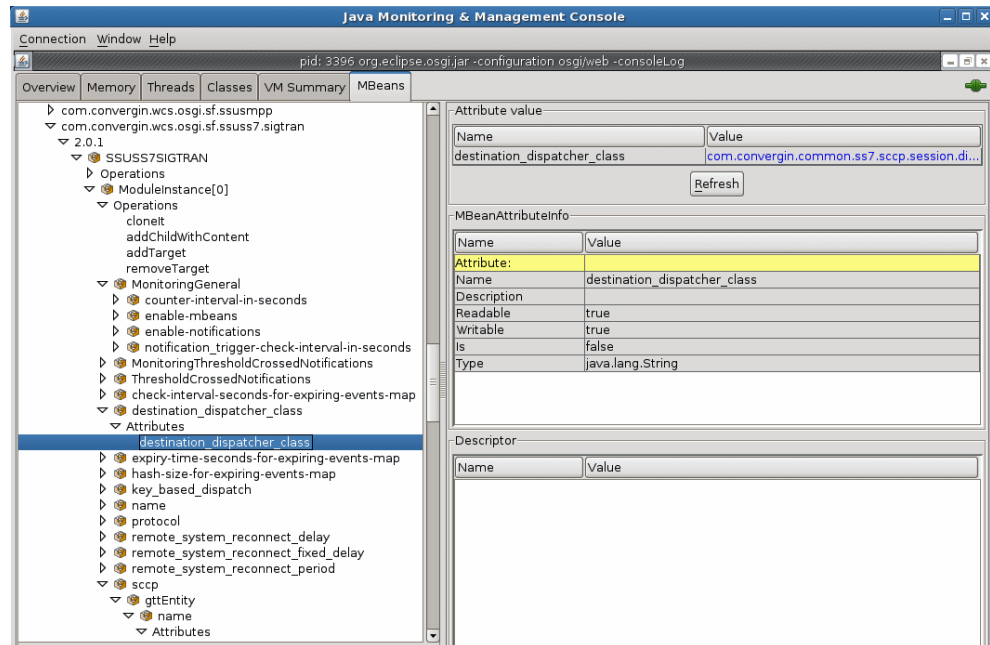 Java Monitoring & Management Console
Connection Window Help
pid: 3396 org.eclipse.osgi.jar -configuration osgi/web -consoleLog
Overview Memory Threads Classes VM Summary MBeans
com.convergin.wcs.osgi.sf.ssusmpp
com.convergin.wcs.osgi.sf.ssuss7.sigtran
2.0.1
SSUSS7SIGTRAN
Operations
ModuleInstance[0]
Operations
cloneIt
addChildWithContent
addTarget
removeTarget
MonitoringGeneral
counter-interval-in-seconds
enable-mbeans
enable-notifications
notification_trigger-check-interval-in-seconds
MonitoringThresholdCrossedNotifications
ThresholdCrossedNotifications
check-interval-seconds-for-expiring-events-map
destination_dispatcher_class
Attributes
destination_dispatcher_class
expiry-time-seconds-for-expiring-events-map
hash-size-for-expiring-events-map
key_based_dispatch
name
protocol
remote_system_reconnect_delay
remote_system_reconnect_fixed_delay
remote_system_reconnect_period
sccp
gttEntity
name
Attributes
Attribute value
Name Value
destination_dispatcher_class com.convergin.common.ss7.sccp.session.di...
Refresh
MBeanAttributeInfo
Name Value
Attribute:
Name destination_dispatcher_class
Description
Readable true
Writable true
Is false
Type java.lang.String
Descriptor
Name Value